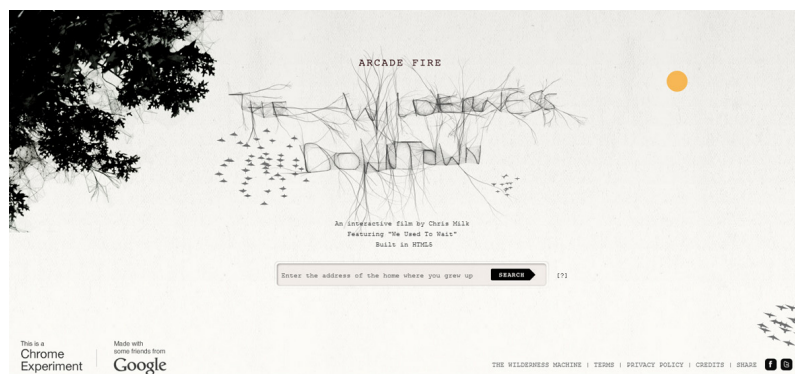 ARCADE FIRE
THE WILDERNESS
DOWNTOWN
An interactive film by Chris Milk
Featuring "We Used To Wait"
Built in HTML5
Enter the address of the home where you grew up
SEARCH
[?]
This is a
Chrome
Experiment
Made with
some friends from
Google
THE WILDERNESS MACHINE | TERMS | PRIVACY POLICY | CREDITS | SHARE